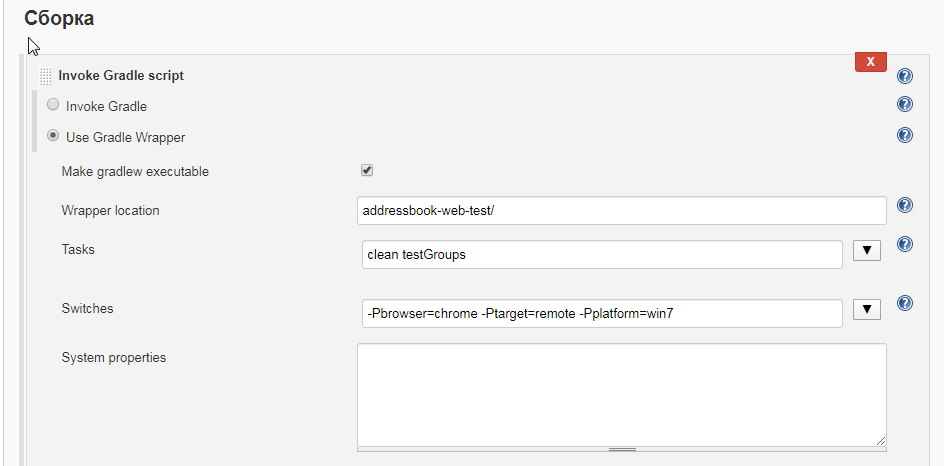 Сборка
Invoke Gradle script
X
Invoke Gradle
Use Gradle Wrapper
Make gradlew executable
Wrapper location
addressbook-web-test/
Tasks
clean testGroups
Switches
-Pbrowser=chrome -Ptarget=remote -Pplatform=win7
System properties